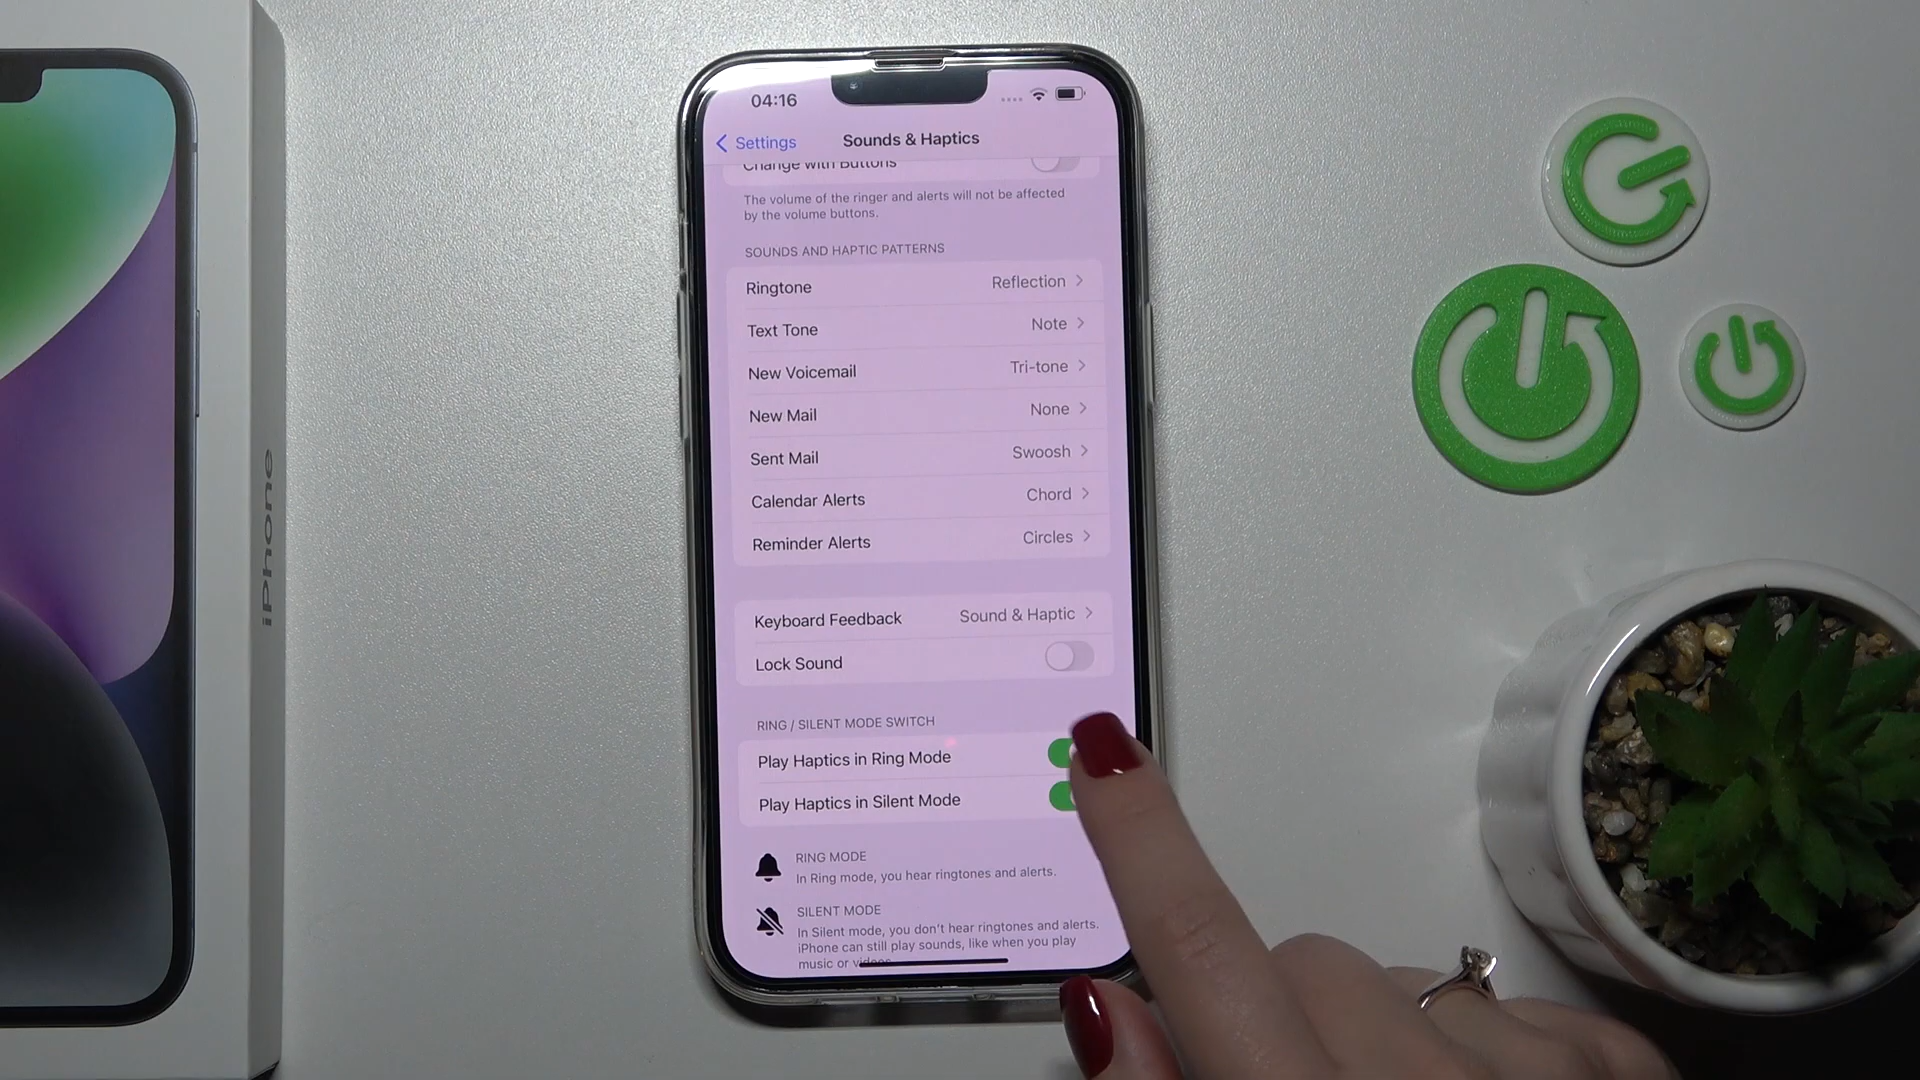 iPhone
04:16
Settings
Sounds & Haptics
Change with Buttons
The volume of the ringer and alerts will not be affected
by the volume buttons.
SOUNDS AND HAPTIC PATTERNS
Ringtone Reflection
Text Tone Note
New Voicemail Tri-tone
New Mail None
Sent Mail Swoosh
Calendar Alerts Chord
Reminder Alerts Circles
Keyboard Feedback Sound & Haptic
Lock Sound
RING / SILENT MODE SWITCH
Play Haptics in Ring Mode
Play Haptics in Silent Mode
RING MODE
In Ring mode, you hear ringtones and alerts.
SILENT MODE
In Silent mode, you don't hear ringtones and alerts.
iPhone can still play sounds, like when you play
music or videos.